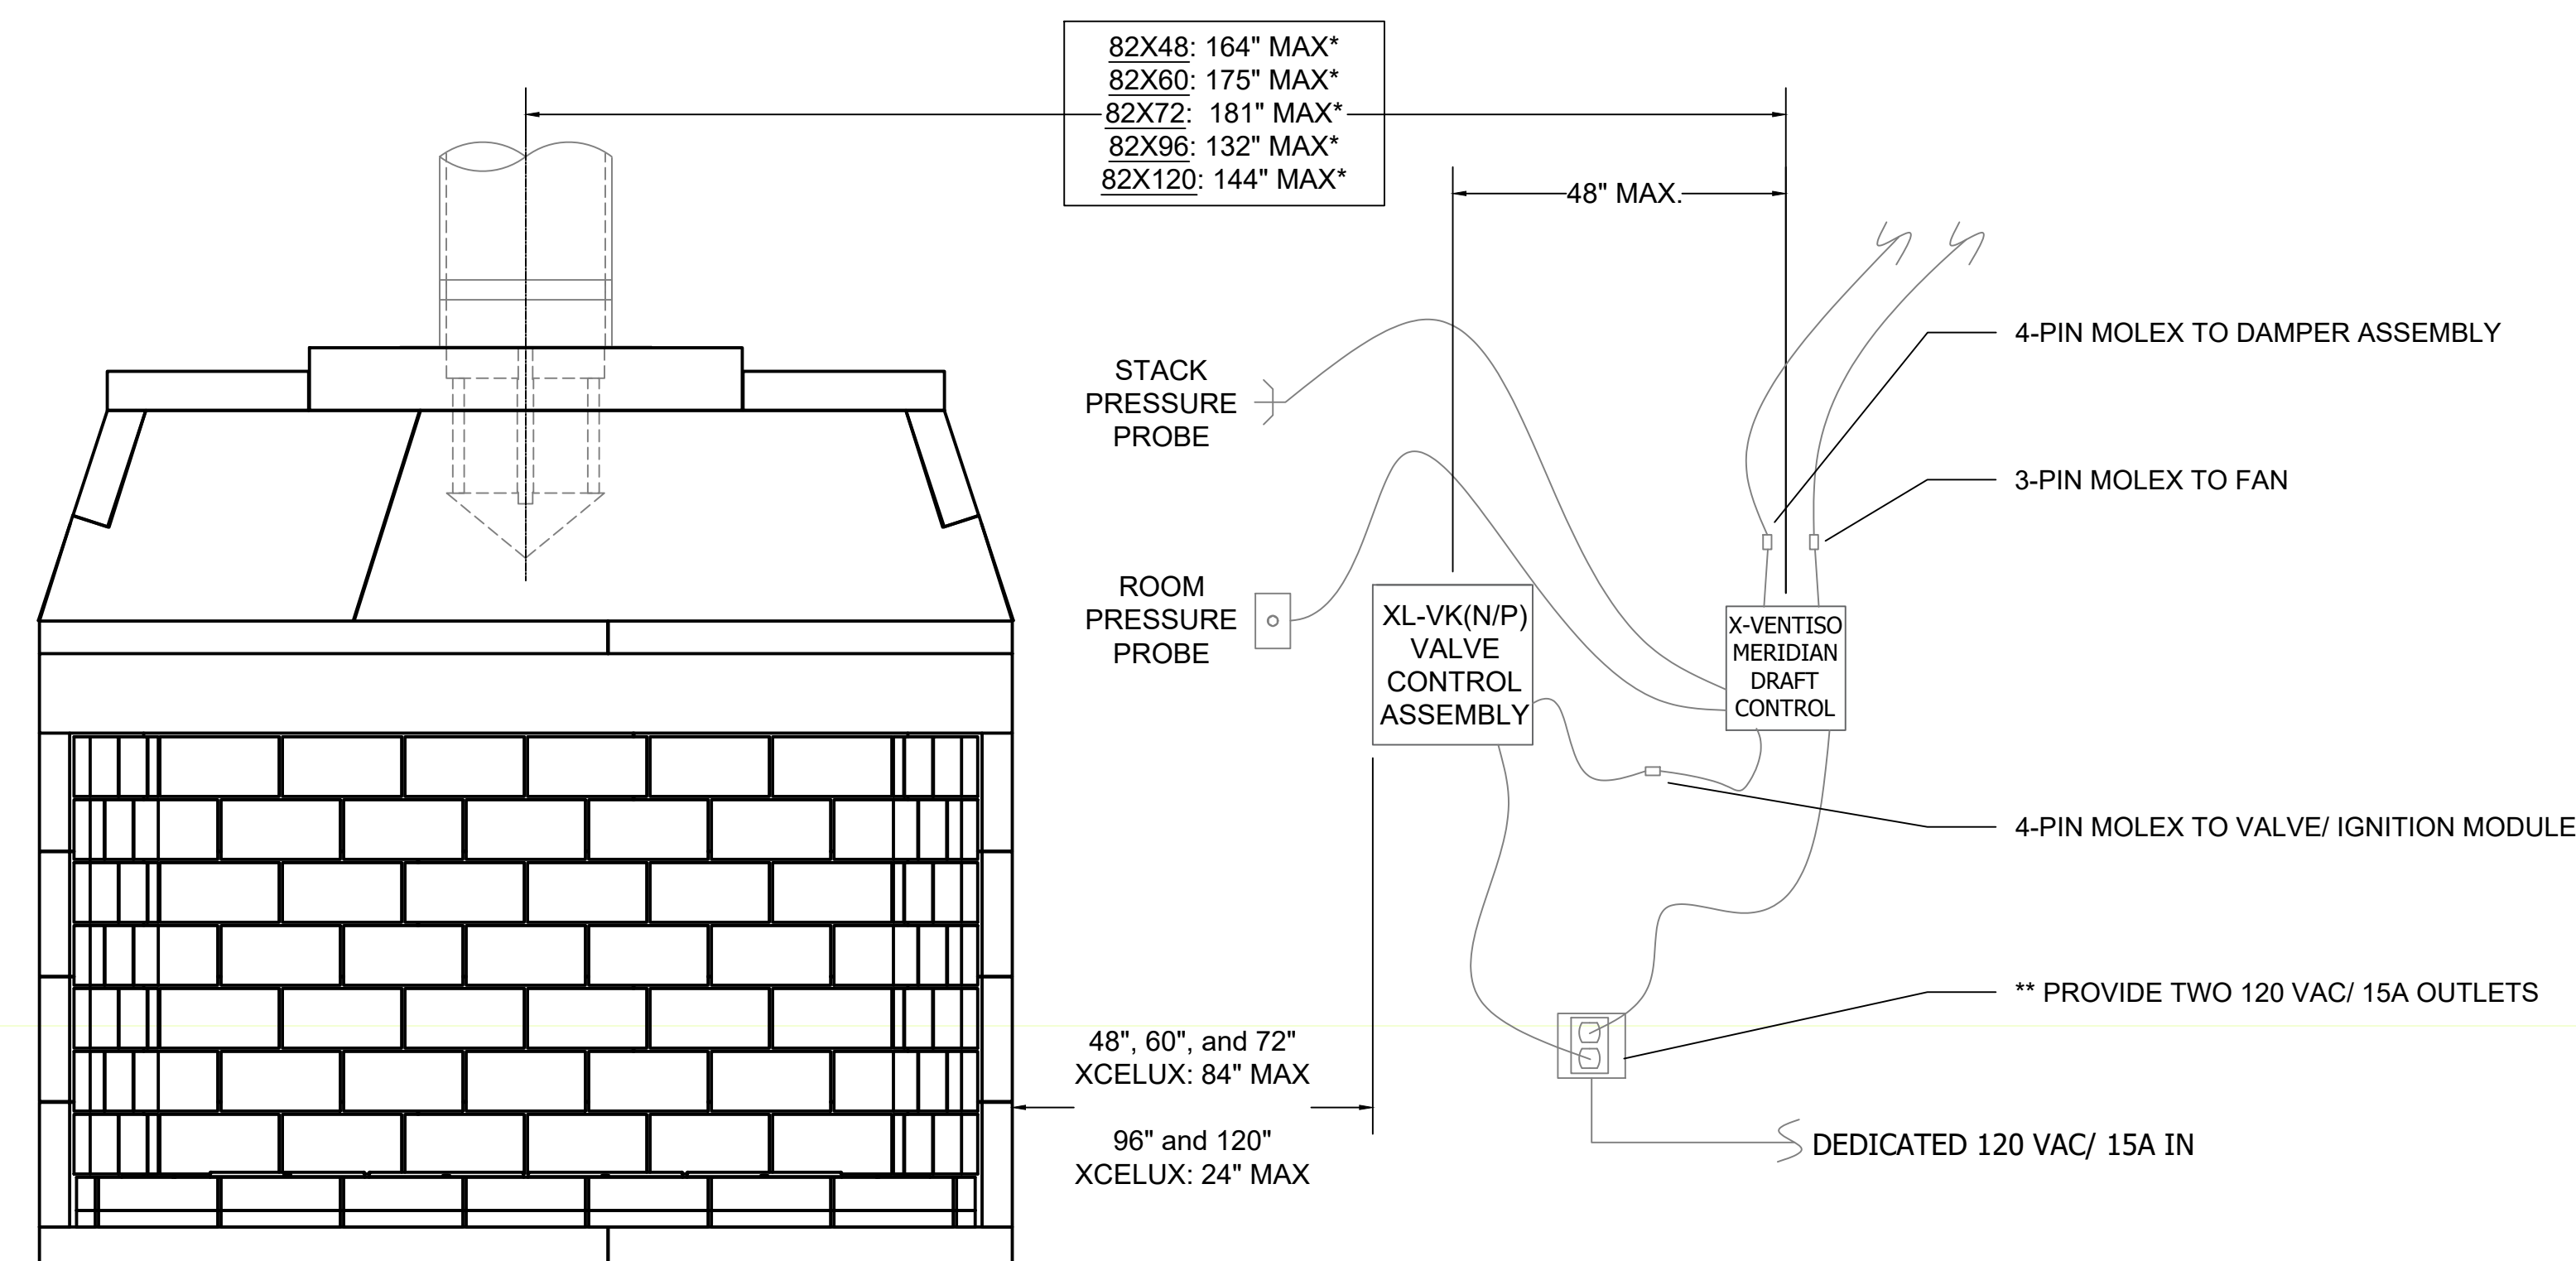 82X48: 164" MAX*
82X60: 175" MAX*
82X72: 181" MAX*
82X96: 132" MAX*
82X120: 144" MAX*
48" MAX.
4-PIN MOLEX TO DAMPER ASSEMBLY
STACK
PRESSURE
PROBE
3-PIN MOLEX TO FAN
ROOM
PRESSURE
PROBE
XL-VK(N/P)
VALVE
CONTROL
ASSEMBLY
X-VENTISO
MERIDIAN
DRAFT
CONTROL
4-PIN MOLEX TO VALVE/ IGNITION MODULE
** PROVIDE TWO 120 VAC/ 15A OUTLETS
48", 60", and 72"
XCELUX: 84" MAX
96" and 120"
XCELUX: 24" MAX
DEDICATED 120 VAC/ 15A IN